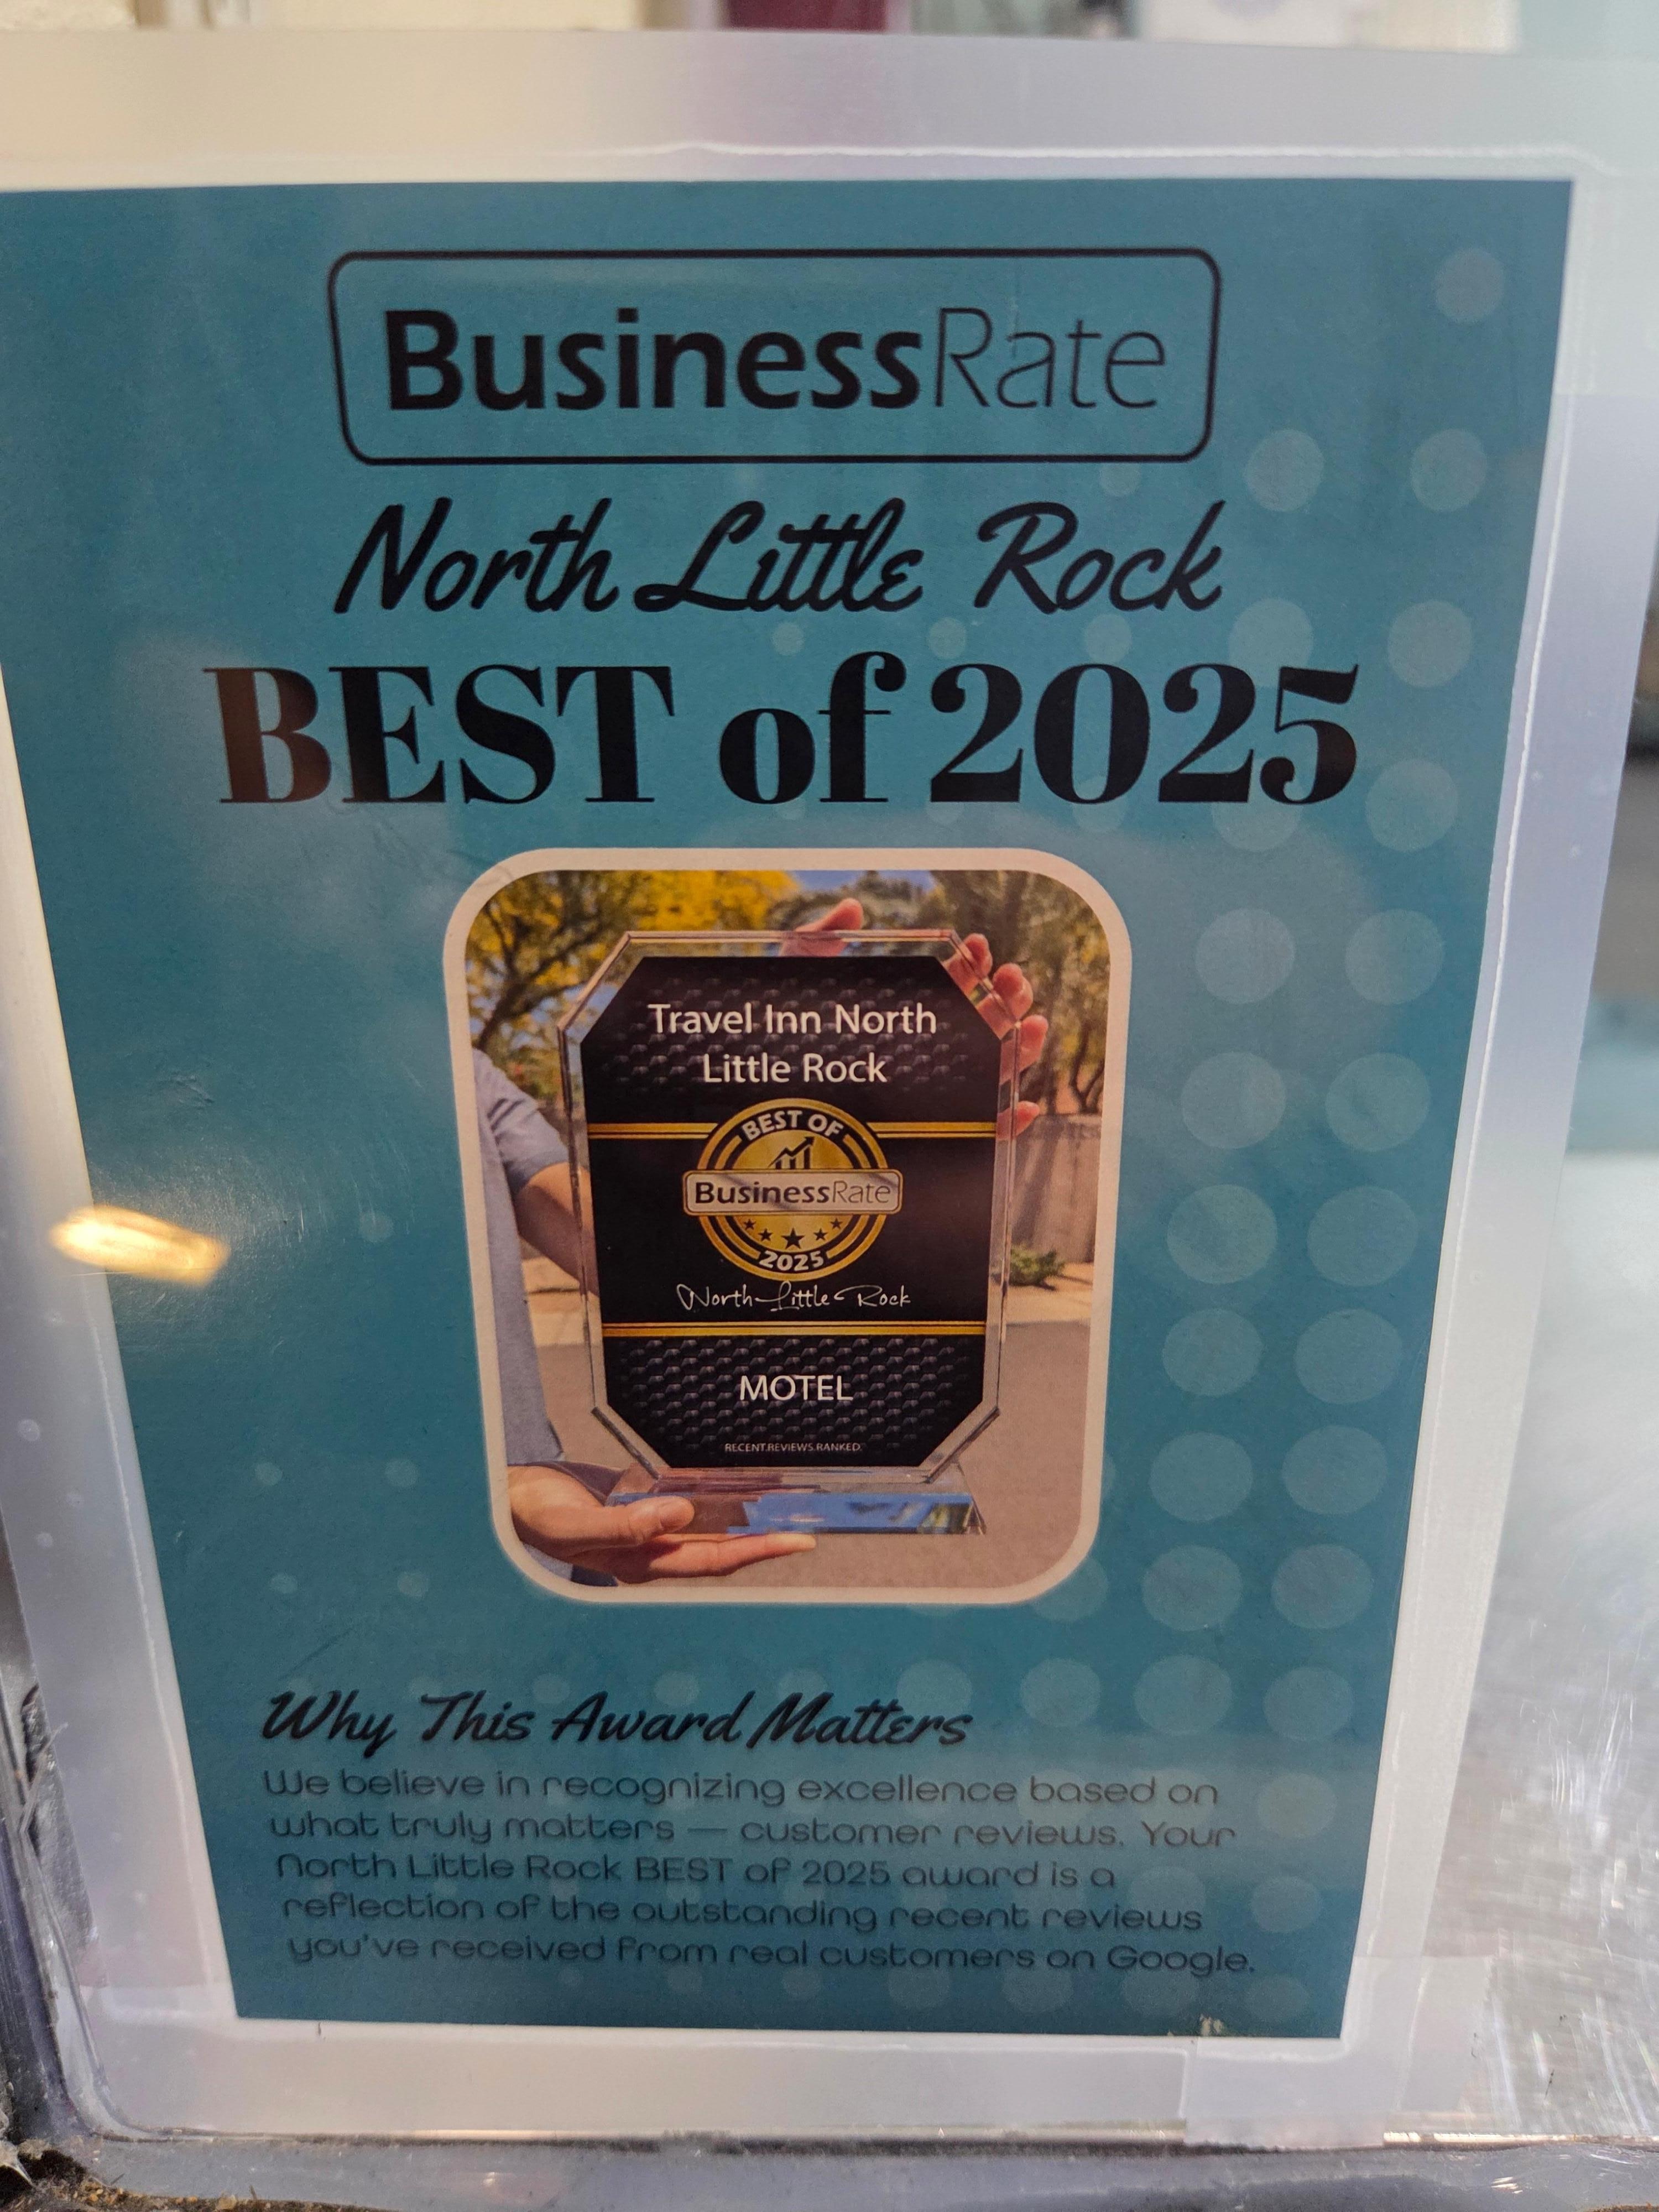 BusinessRate
North Little Rock
BEST of 2025
Travel Inn North
Little Rock
BEST OF
BusinessRate
2025
North Little Rock
MOTEL
RECENT.REVIEWS.RANKED.
Why This Award Matters
We believe in recognizing excellence based on
what truly matters — customer reviews. Your
North Little Rock BEST of 2025 award is a
reflection of the outstanding recent reviews
you've received from real customers on Google.